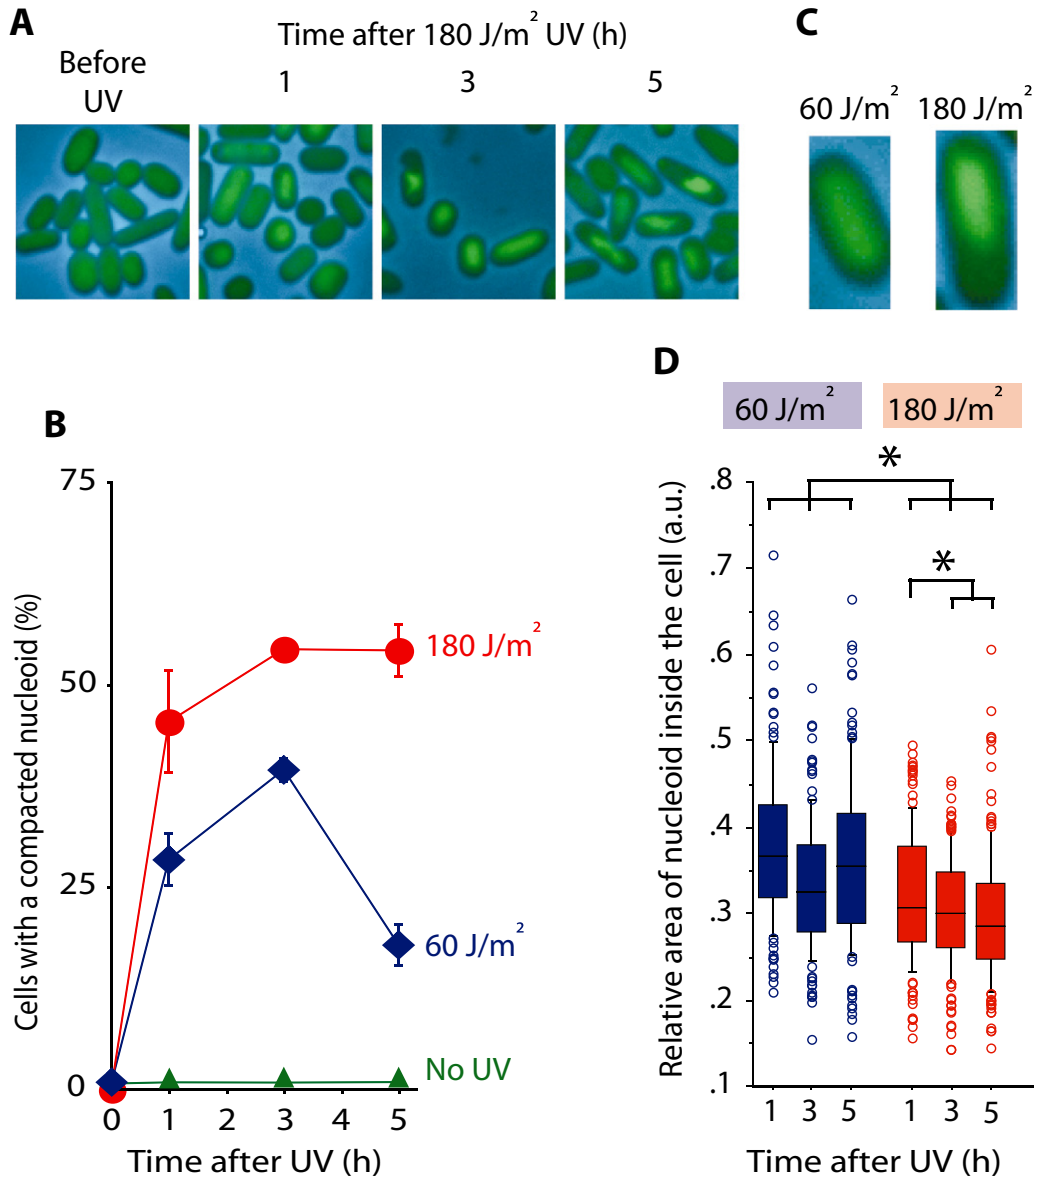 A
Time after 180 J/m² UV (h)
Before
UV
1
3
5
C
60 J/m²
180 J/m²
B
Cells with a compacted nucleoid (%)
75
50
25
0
180 J/m²
60 J/m²
No UV
0 1 2 3 4 5
Time after UV (h)
D
60 J/m²
180 J/m²
Relative area of nucleoid inside the cell (a.u.)
*
*
.8
.7
.6
.5
.4
.3
.2
.1
1 3 5 1 3 5
Time after UV (h)